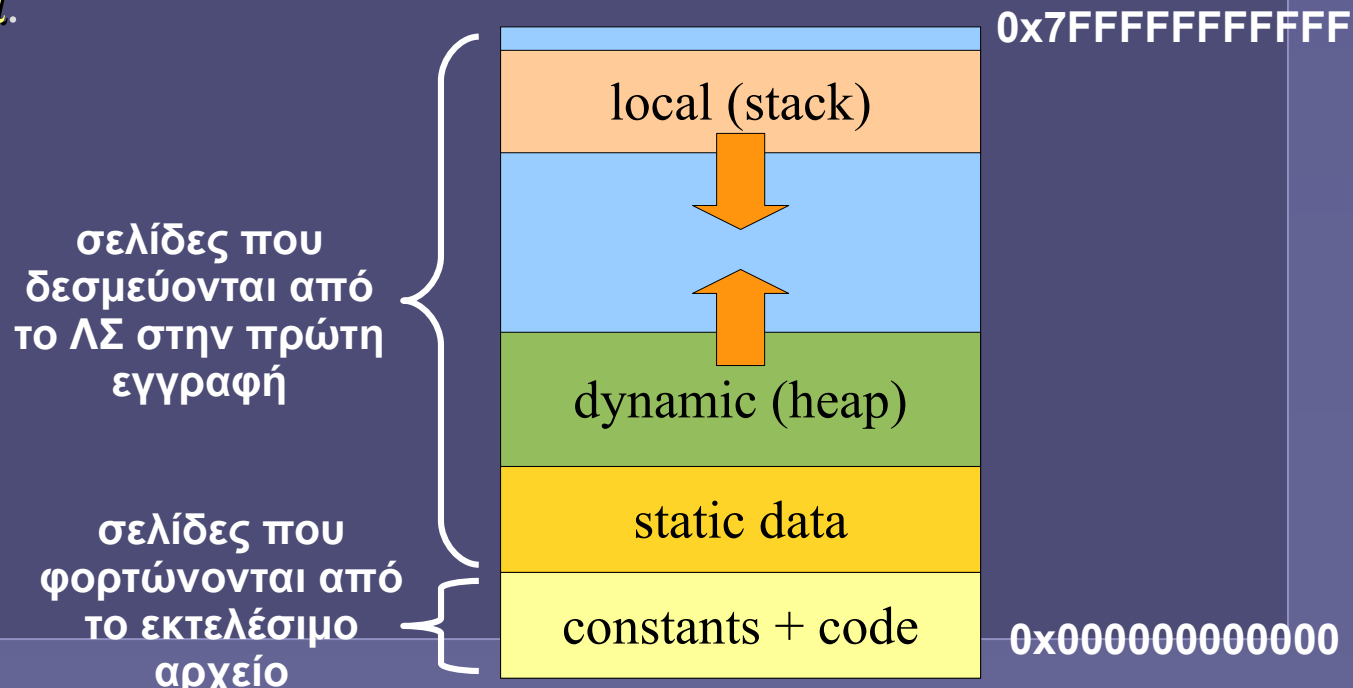 0x7FFFFFFFFFFF
local (stack)
σελίδες που
δεσμεύονται από
το ΛΣ στην πρώτη
εγγραφή
dynamic (heap)
static data
σελίδες που
φορτώνονται από
το εκτελέσιμο
αρχείο
constants + code
0x000000000000